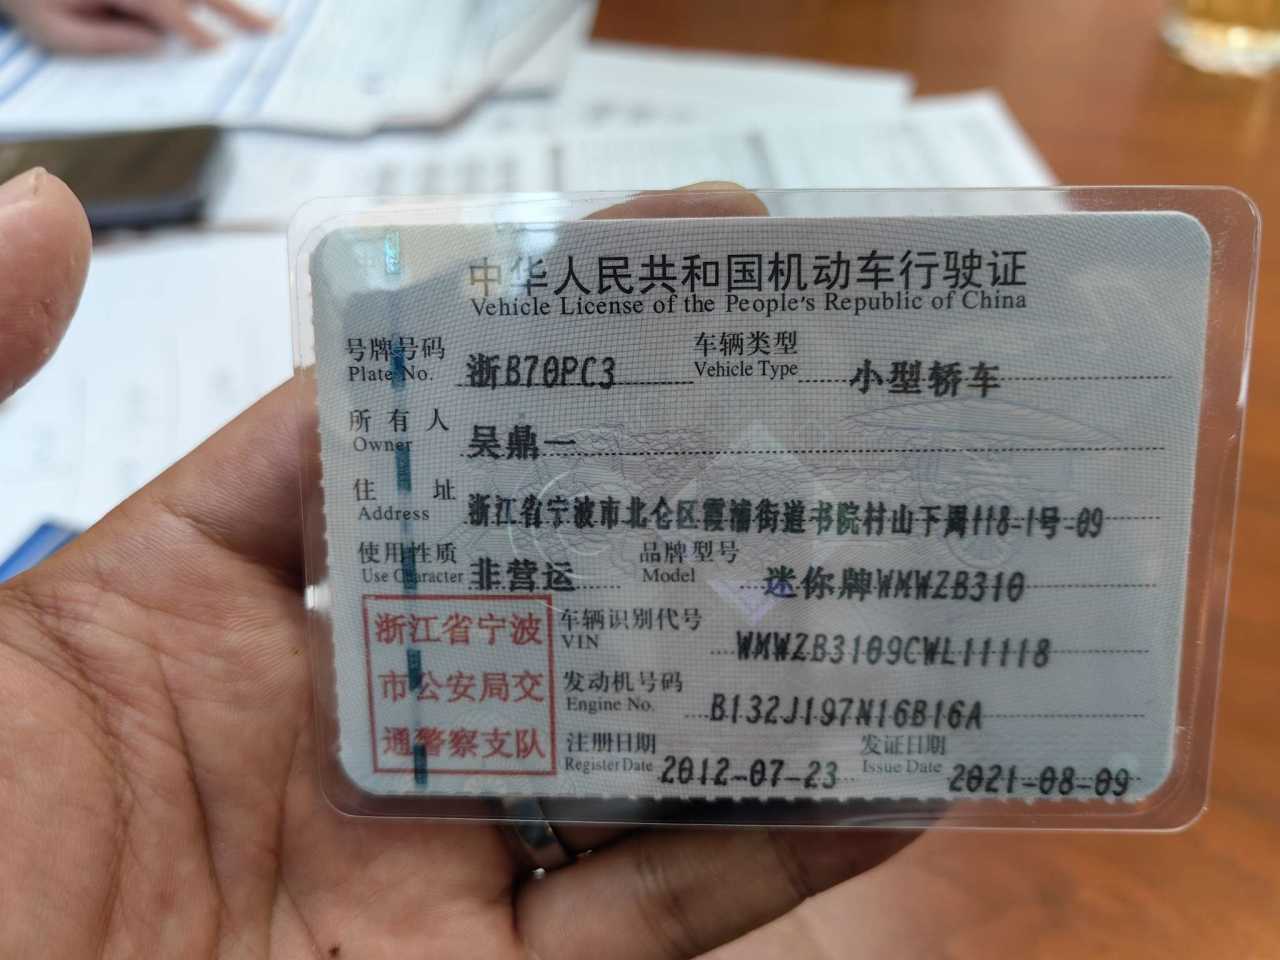 中华人民共和国机动车行驶证
Vehicle License of the People's Republic of China
号牌号码 浙B70PC3 车辆类型 小型轿车
Plate No. Vehicle Type
所有人 吴鼎一
Owner
住址 浙江省宁波市北仑区霞浦街道书院村山下周118-1号-09
Address
使用性质 非营运 品牌型号 迷你牌WMWZB310
Use Character Model
浙江省宁波
市公安局交
通警察支队
车辆识别代号 WMWZB3109CWL11118
VIN
发动机号码 B132J197N16B16A
Engine No.
注册日期 2012-07-23 发证日期 2021-08-09
Register Date Issue Date